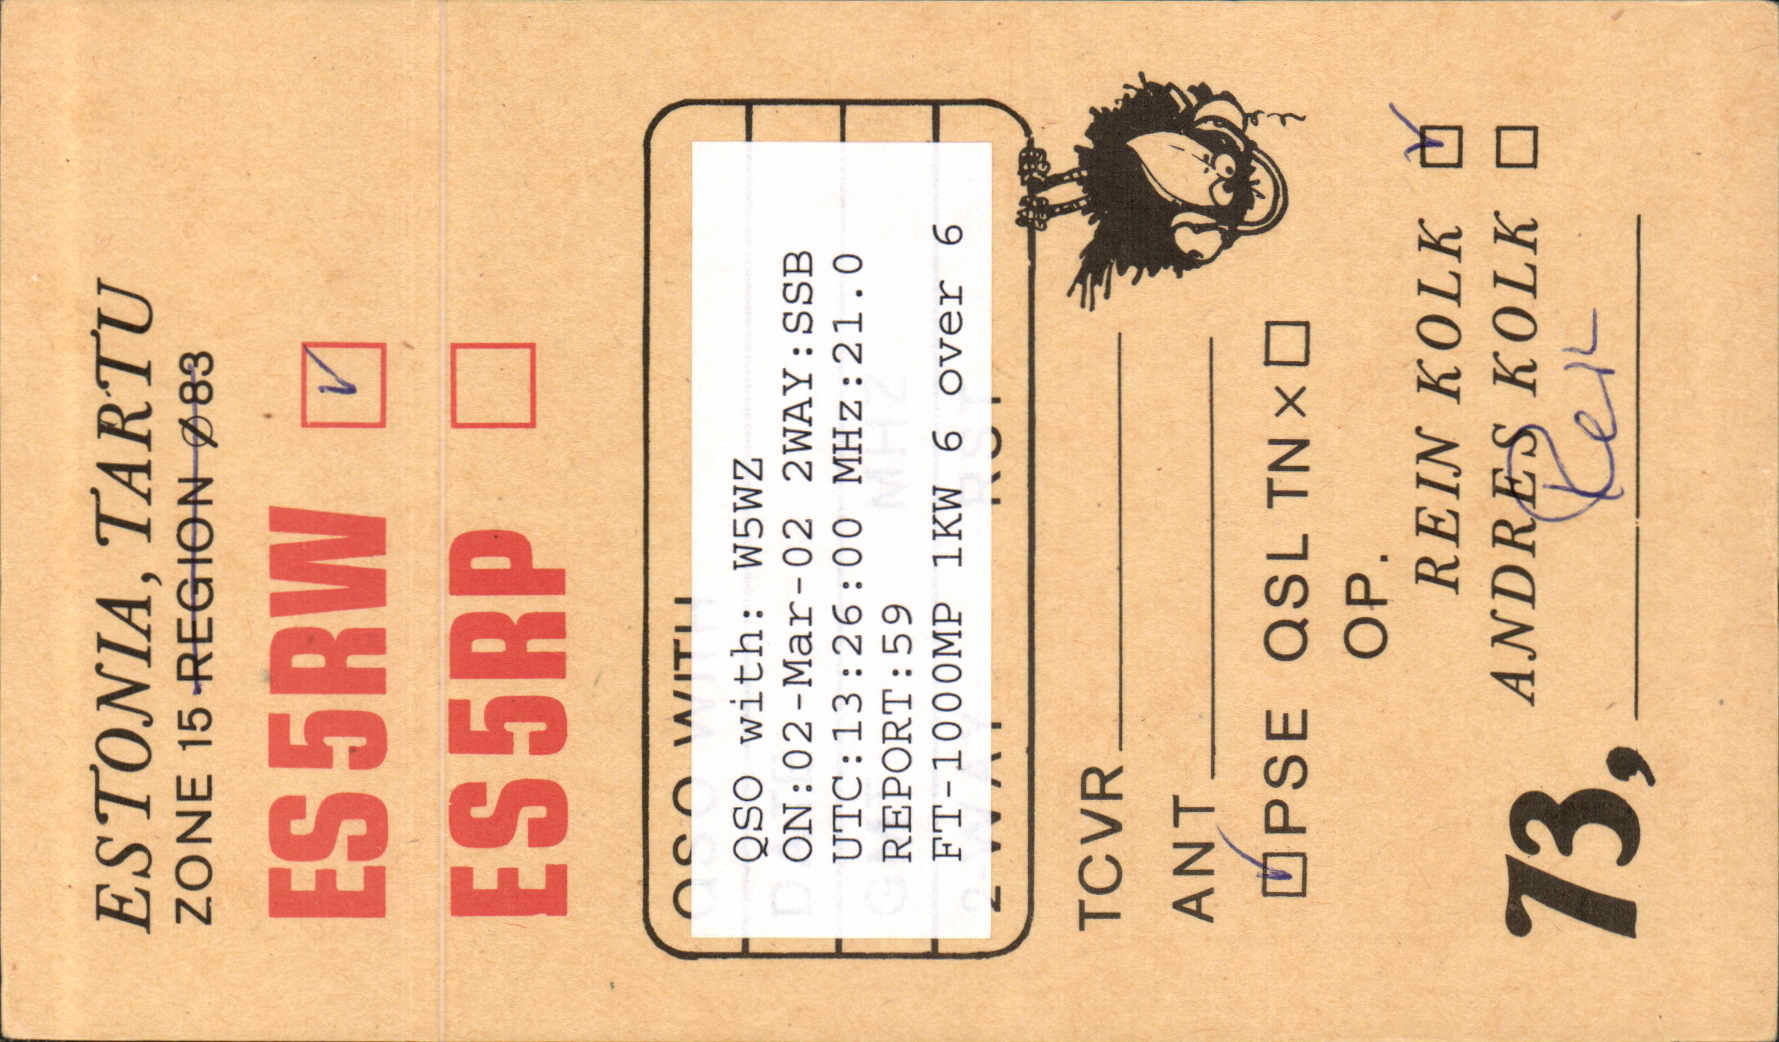 ESTONIA, TARTU
ZONE 15 REGION Ø83
ES5RW
ES5RP
QSO WITH
QSO with: W5WZ
ON:02-Mar-02 2WAY:SSB
UTC:13:26:00 MHz:21.0
REPORT:59
FT-1000MP 1KW 6 over 6
TCVR
ANT
PSE QSL TNX
OP.
REIN KOLK
ANDRES KOLK
73,